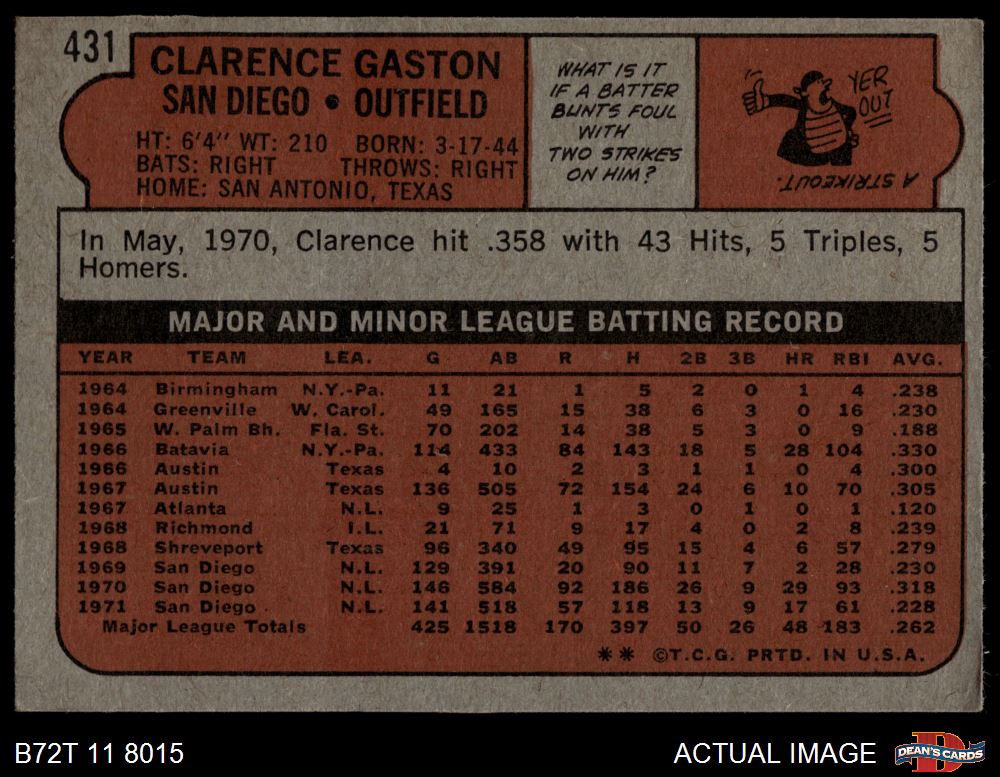 431
CLARENCE GASTON
SAN DIEGO • OUTFIELD
HT: 6'4" WT: 210 BORN: 3-17-44
BATS: RIGHT THROWS: RIGHT
HOME: SAN ANTONIO, TEXAS
WHAT IS IT
IF A BATTER
BUNTS FOUL
WITH
TWO STRIKES
ON HIM?
YER
OUT
A STRIKEOUT.
In May, 1970, Clarence hit .358 with 43 Hits, 5 Triples, 5
Homers.
MAJOR AND MINOR LEAGUE BATTING RECORD
YEAR TEAM LEA. G AB R H 2B 3B HR RBI AVG.
1964 Birmingham N.Y.-Pa. 11 21 1 5 2 0 1 4 .238
1964 Greenville W. Carol. 49 165 15 38 6 3 0 16 .230
1965 W. Palm Bh. Fla. St. 70 202 14 38 5 3 0 9 .188
1966 Batavia N.Y.-Pa. 114 433 84 143 18 5 28 104 .330
1966 Austin Texas 4 10 2 3 1 1 0 4 .300
1967 Austin Texas 136 505 72 154 24 6 10 70 .305
1967 Atlanta N.L. 9 25 1 3 0 1 0 1 .120
1968 Richmond I.L. 21 71 9 17 4 0 2 8 .239
1968 Shreveport Texas 96 340 49 95 15 4 6 57 .279
1969 San Diego N.L. 129 391 20 90 11 7 2 28 .230
1970 San Diego N.L. 146 584 92 186 26 9 29 93 .318
1971 San Diego N.L. 141 518 57 118 13 9 17 61 .228
Major League Totals 425 1518 170 397 50 26 48 183 .262
** ©T.C.G. PRTD. IN U.S.A.
B72T 11 8015
ACTUAL IMAGE
DEAN'S CARDS